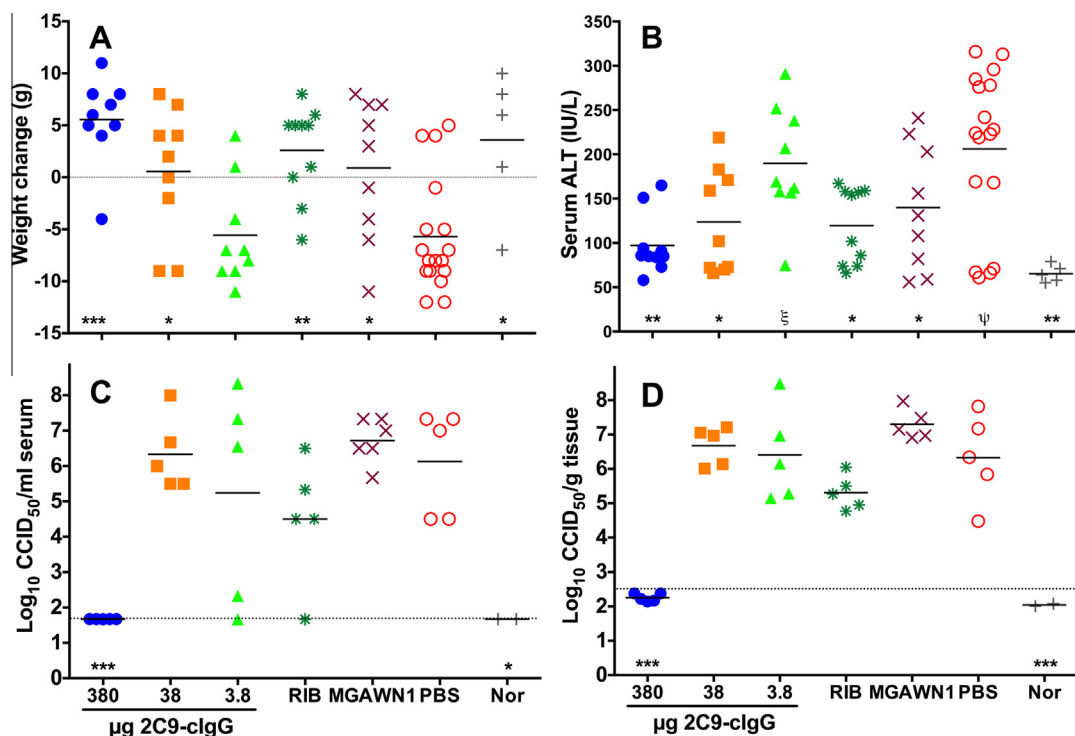 A
Weight change (g)
15
10
5
0
-5
-10
-15
*** * ** * *
B
Serum ALT (IU/L)
350
300
250
200
150
100
50
0
** * ξ * * ψ **
C
Log10 CCID50/ml serum
8
7
6
5
4
3
2
1
0
*** *
380 38 3.8 RIB MGAWN1 PBS Nor
µg 2C9-cIgG
D
Log10 CCID50/g tissue
8
7
6
5
4
3
2
1
0
*** ***
380 38 3.8 RIB MGAWN1 PBS Nor
µg 2C9-cIgG